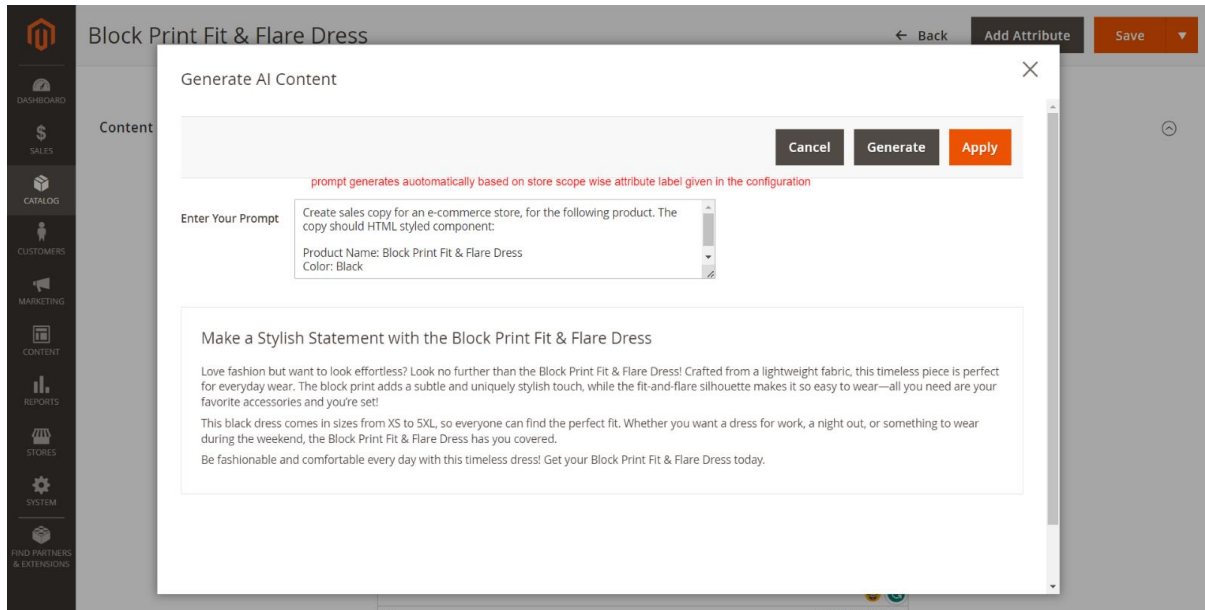 Block Print Fit & Flare Dress
← Back
Add Attribute
Save
DASHBOARD
SALES
CATALOG
CUSTOMERS
MARKETING
CONTENT
REPORTS
STORES
SYSTEM
FIND PARTNERS
& EXTENSIONS
Content
Generate AI Content
Cancel
Generate
Apply
prompt generates auotomatically based on store scope wise attribute label given in the configuration
Enter Your Prompt
Create sales copy for an e-commerce store, for the following product. The
copy should HTML styled component:
Product Name: Block Print Fit & Flare Dress
Color: Black
Make a Stylish Statement with the Block Print Fit & Flare Dress
Love fashion but want to look effortless? Look no further than the Block Print Fit & Flare Dress! Crafted from a lightweight fabric, this timeless piece is perfect
for everyday wear. The block print adds a subtle and uniquely stylish touch, while the fit-and-flare silhouette makes it so easy to wear—all you need are your
favorite accessories and you're set!
This black dress comes in sizes from XS to 5XL, so everyone can find the perfect fit. Whether you want a dress for work, a night out, or something to wear
during the weekend, the Block Print Fit & Flare Dress has you covered.
Be fashionable and comfortable every day with this timeless dress! Get your Block Print Fit & Flare Dress today.